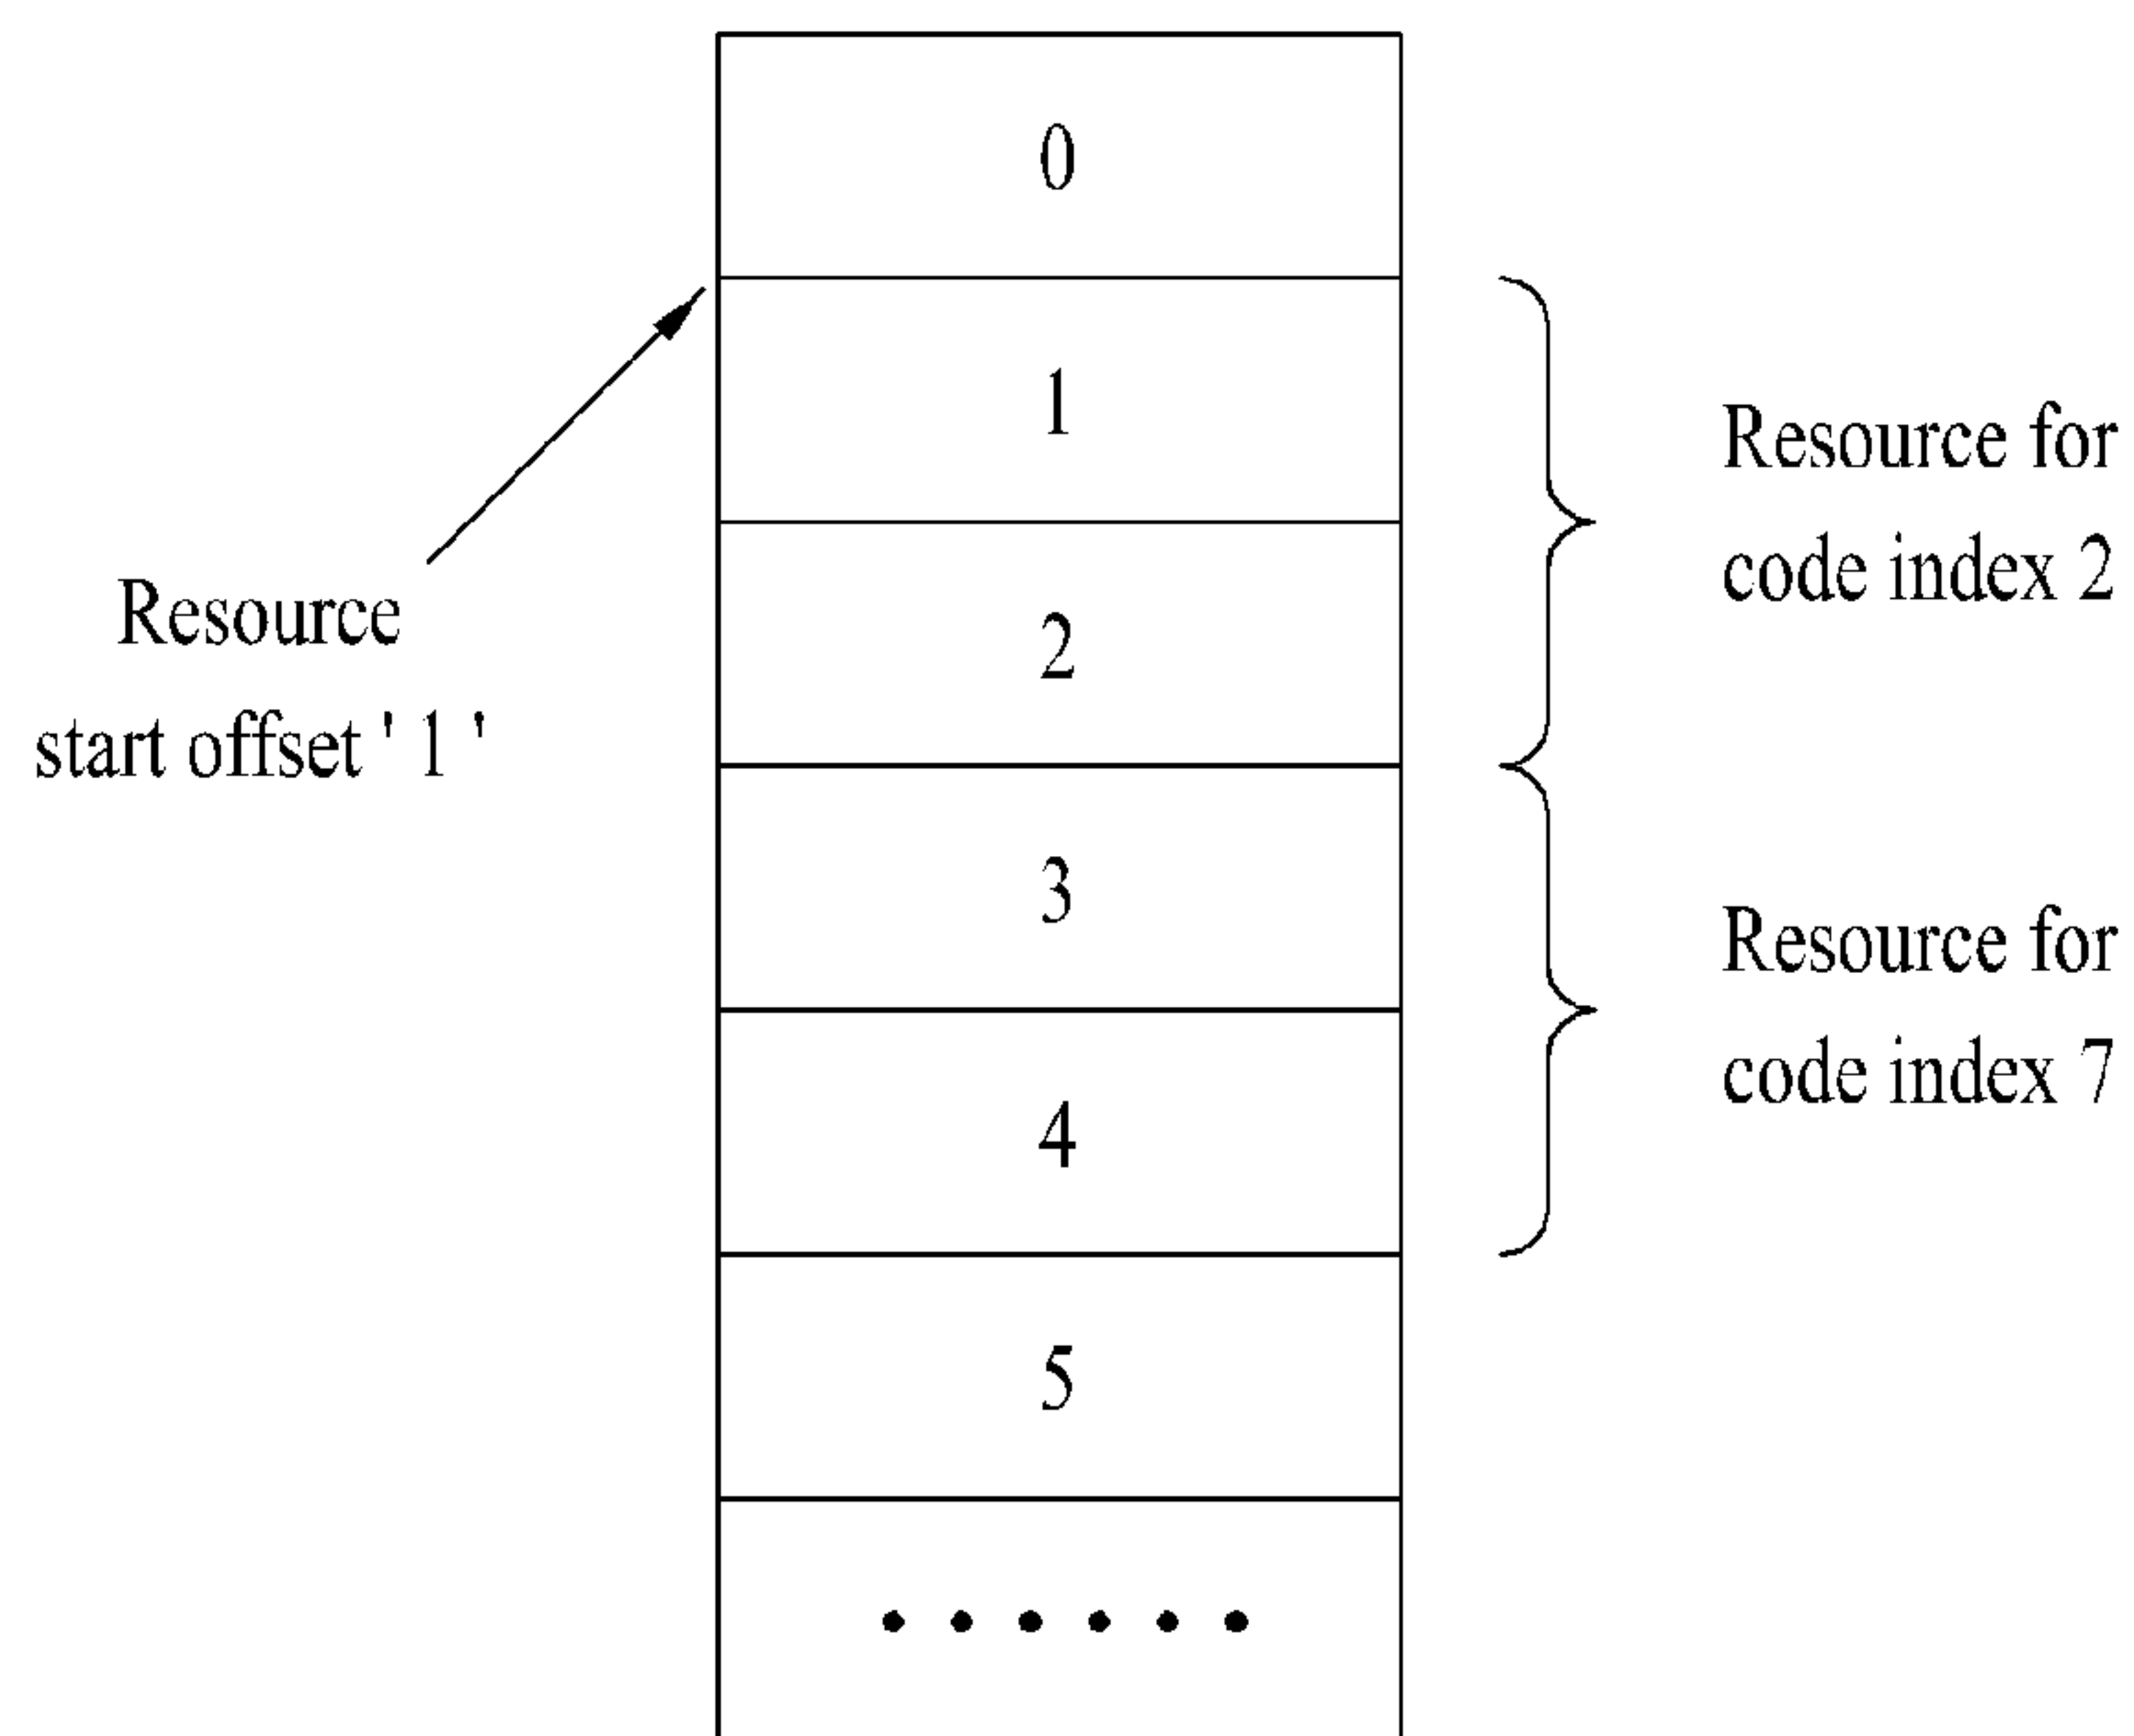 0
1
2
3
4
5
......
Resource
start offset ' 1 '
Resource for
code index 2
Resource for
code index 7